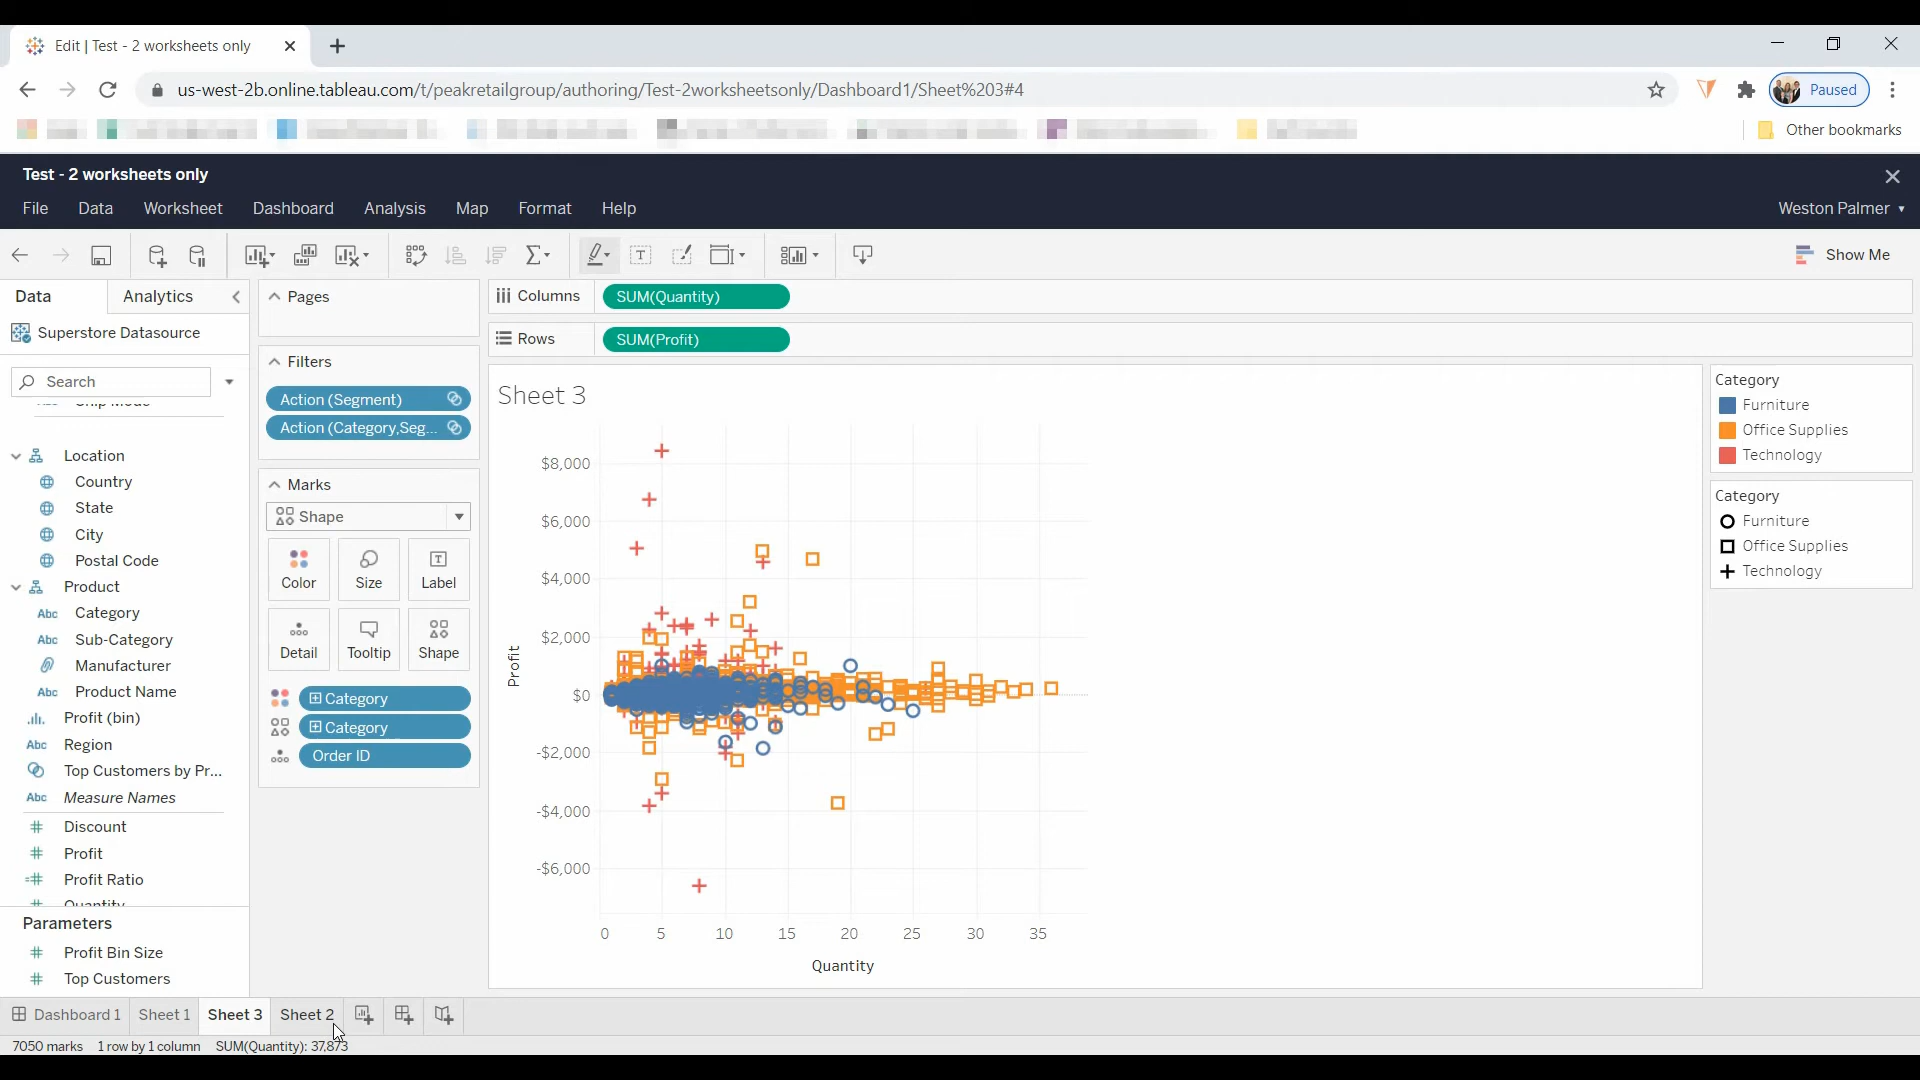 Edit | Test - 2 worksheets only
us-west-2b.online.tableau.com/t/peakretailgroup/authoring/Test-2worksheetsonly/Dashboard1/Sheet%203#4
Paused
Other bookmarks
Test - 2 worksheets only
File Data Worksheet Dashboard Analysis Map Format Help
Weston Palmer
Show Me
Data Analytics
Superstore Datasource
Search
Location
Country
State
City
Postal Code
Product
Abc Category
Abc Sub-Category
Manufacturer
Abc Product Name
Profit (bin)
Abc Region
Top Customers by Pr...
Abc Measure Names
# Discount
# Profit
=# Profit Ratio
# Quantity
Parameters
# Profit Bin Size
# Top Customers
Pages
Filters
Action (Segment)
Action (Category,Seg...
Marks
Shape
Color Size Label
Detail Tooltip Shape
Category
Category
Order ID
Columns SUM(Quantity)
Rows SUM(Profit)
Sheet 3
Profit
$8,000
$6,000
$4,000
$2,000
$0
-$2,000
-$4,000
-$6,000
0 5 10 15 20 25 30 35
Quantity
Category
Furniture
Office Supplies
Technology
Category
Furniture
Office Supplies
Technology
Dashboard 1 Sheet 1 Sheet 3 Sheet 2
7050 marks 1 row by 1 column SUM(Quantity): 37,873